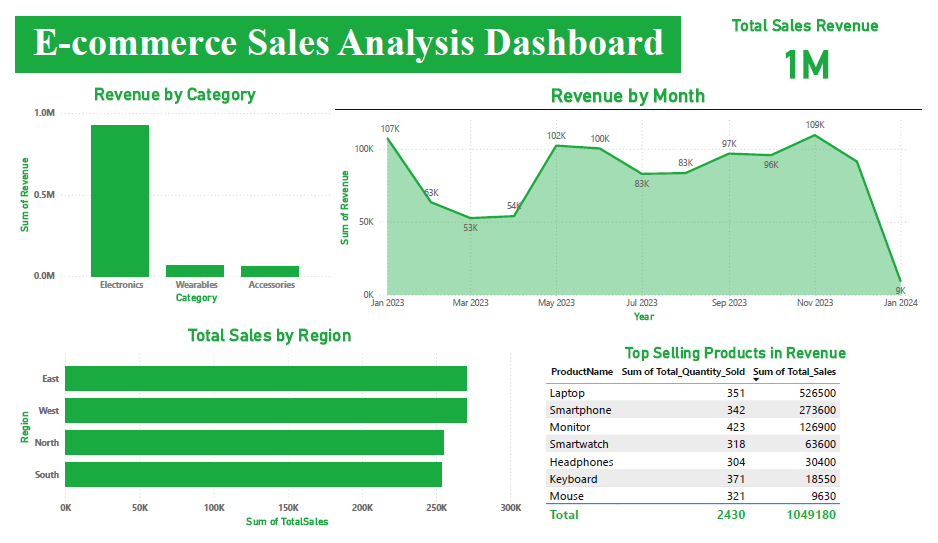 E-commerce Sales Analysis Dashboard
Total Sales Revenue
1M
Revenue by Category
Sum of Revenue
1.0M
0.5M
0.0M
Electronics Wearables Accessories
Category
Revenue by Month
Sum of Revenue
100K
50K
0K
107K
63K
53K
54K
102K
100K
83K
83K
97K
96K
109K
9K
Jan 2023 Mar 2023 May 2023 Jul 2023 Sep 2023 Nov 2023 Jan 2024
Year
Total Sales by Region
Region
East
West
North
South
0K 50K 100K 150K 200K 250K 300K
Sum of TotalSales
Top Selling Products in Revenue
ProductName Sum of Total_Quantity_Sold Sum of Total_Sales
Laptop 351 526500
Smartphone 342 273600
Monitor 423 126900
Smartwatch 318 63600
Headphones 304 30400
Keyboard 371 18550
Mouse 321 9630
Total 2430 1049180